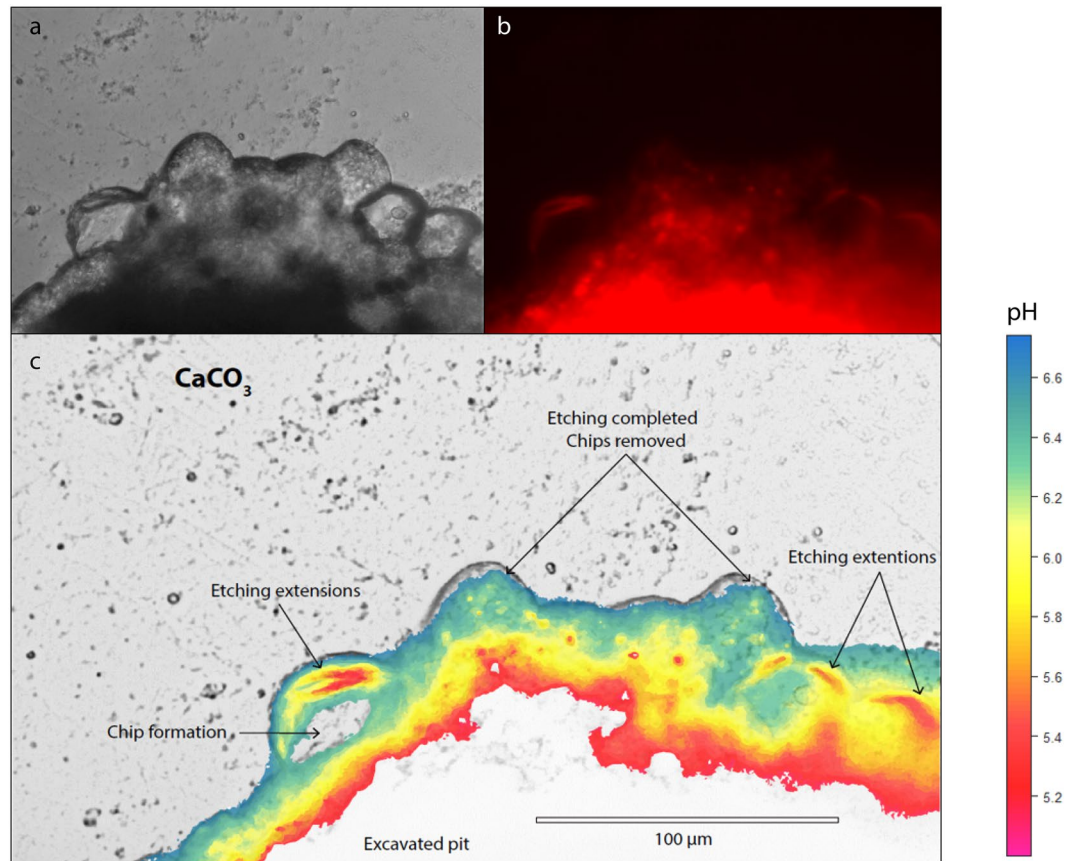 a
b
c
CaCO3
Etching completed
Chips removed
Etching extentions
Etching extensions
Chip formation
Excavated pit
100 µm
pH
6.6
6.4
6.2
6.0
5.8
5.6
5.4
5.2